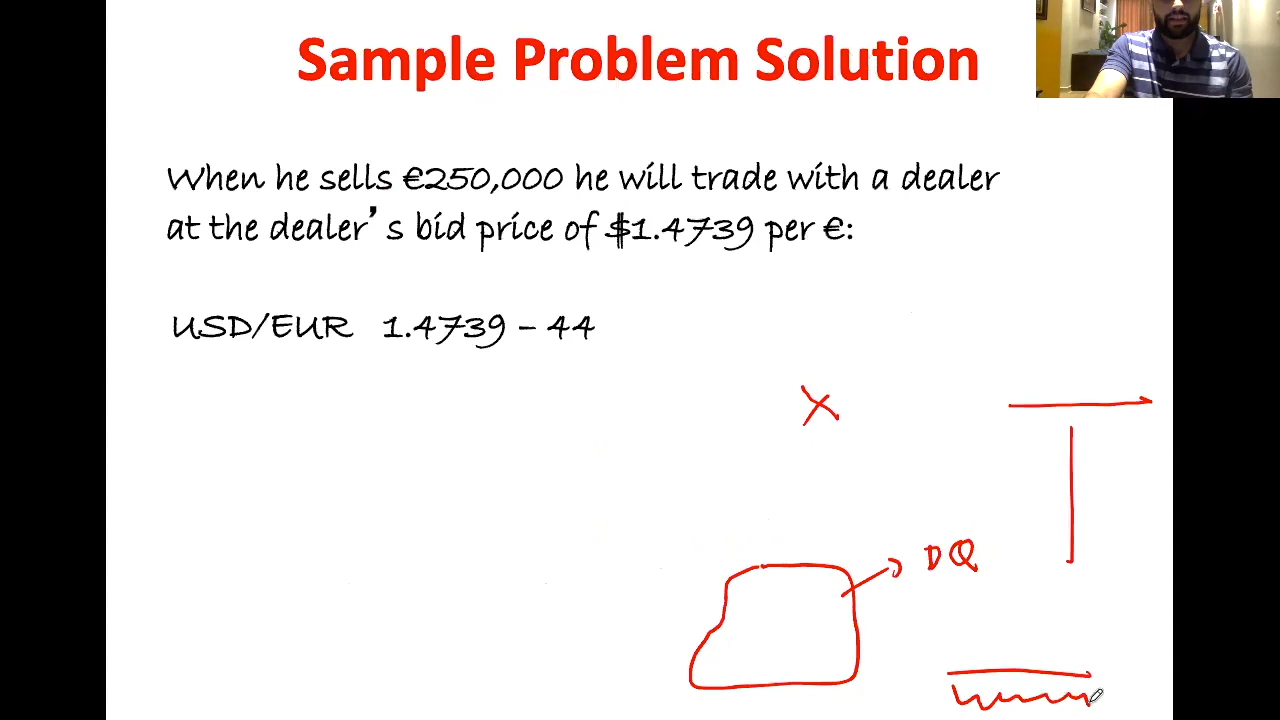 Sample Problem Solution
When he sells €250,000 he will trade with a dealer
at the dealer's bid price of $1.4739 per €:
USD/EUR 1.4739 – 44
X
DQ